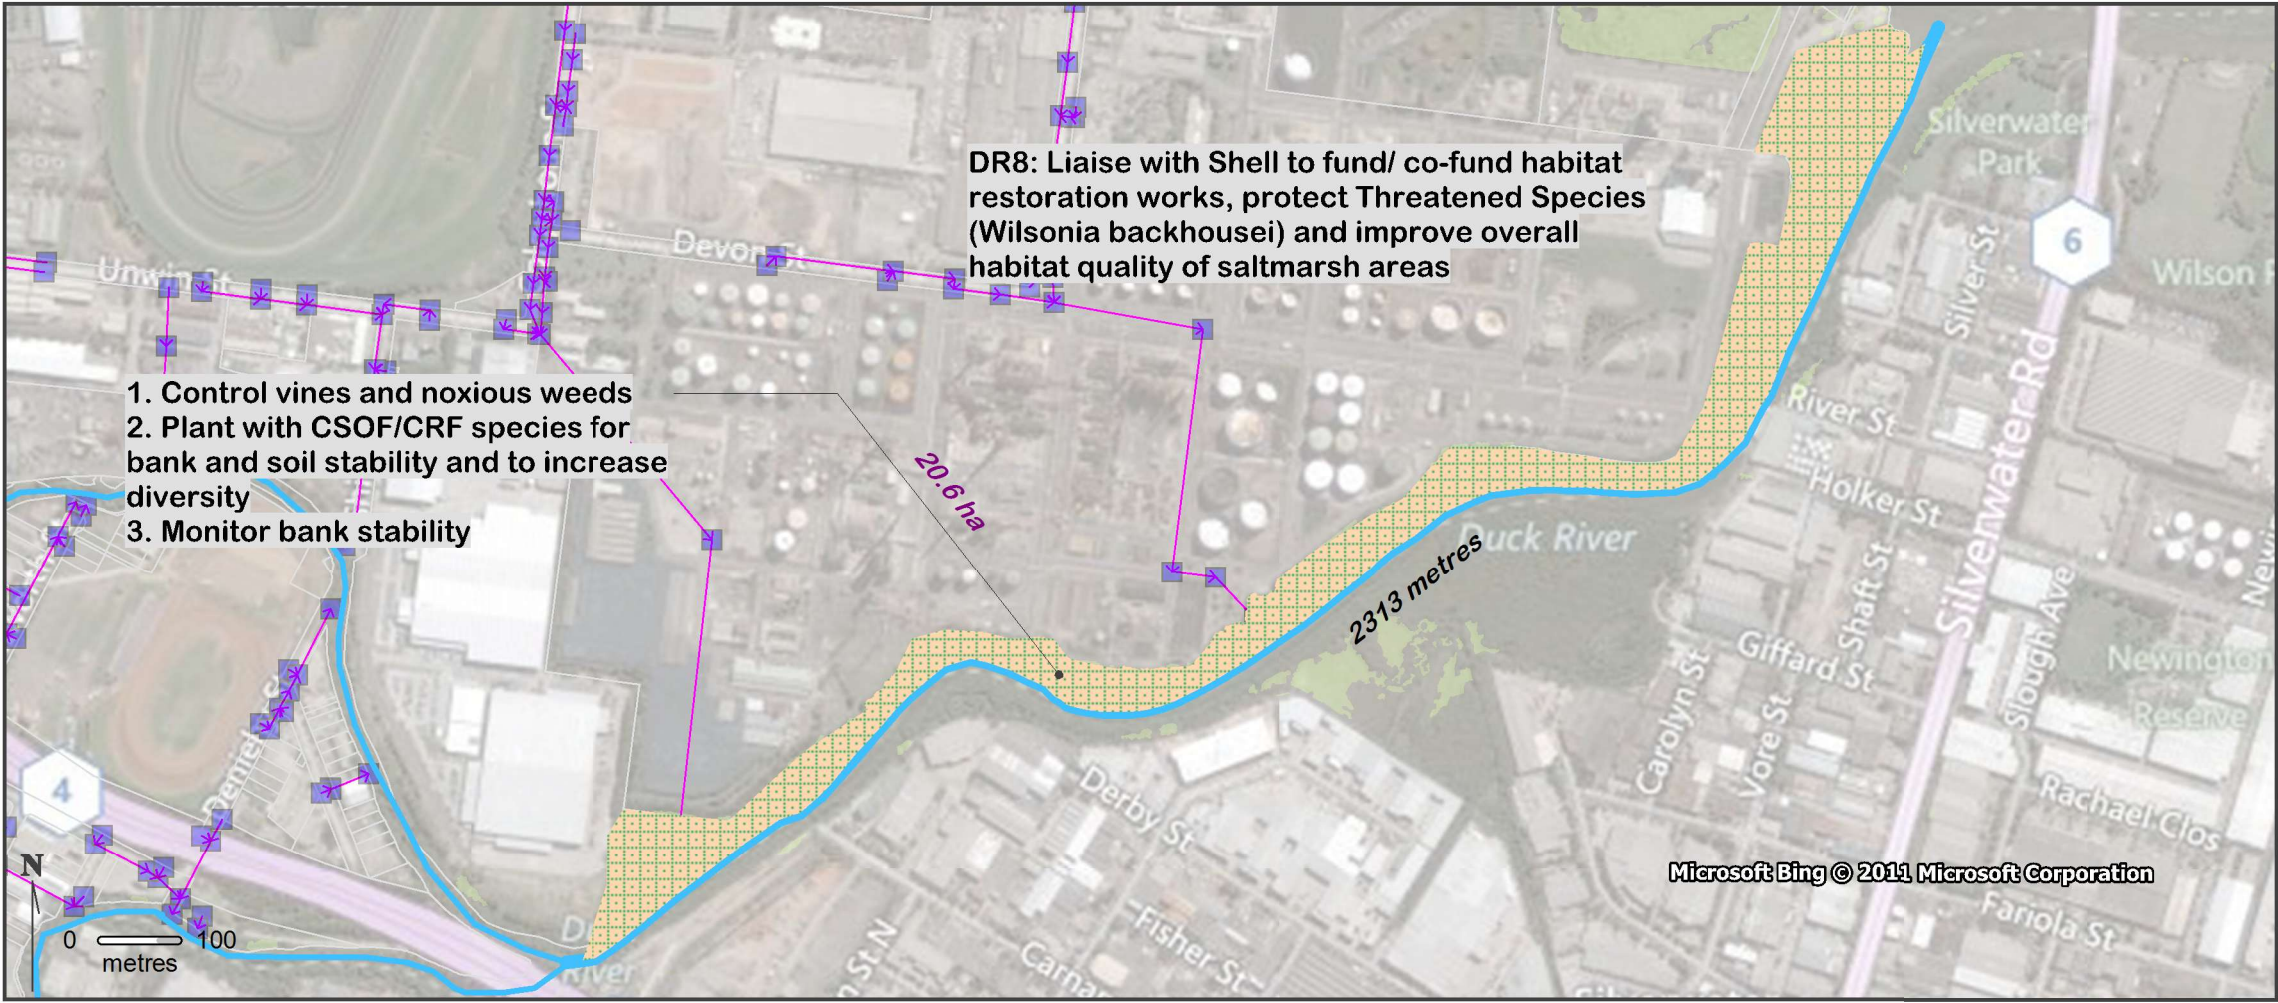 DR8: Liaise with Shell to fund/ co-fund habitat
restoration works, protect Threatened Species
(Wilsonia backhousei) and improve overall
habitat quality of saltmarsh areas
1. Control vines and noxious weeds
2. Plant with CSOF/CRF species for
bank and soil stability and to increase
diversity
3. Monitor bank stability
Unwin St
Devon St
20.6 ha
2313 metres
Duck River
Silverwater
Park
6
Silver St
Wilson
River St
Holker St
Shaft St
Silverwater Rd
Slough Ave
Giffard St
Carolyn St
Vore St
Newington
Reserve
Rachael Clos
Fariola St
Derby St
Fisher St
St N
River
4
N
0 100
metres
Microsoft Bing © 2011 Microsoft Corporation